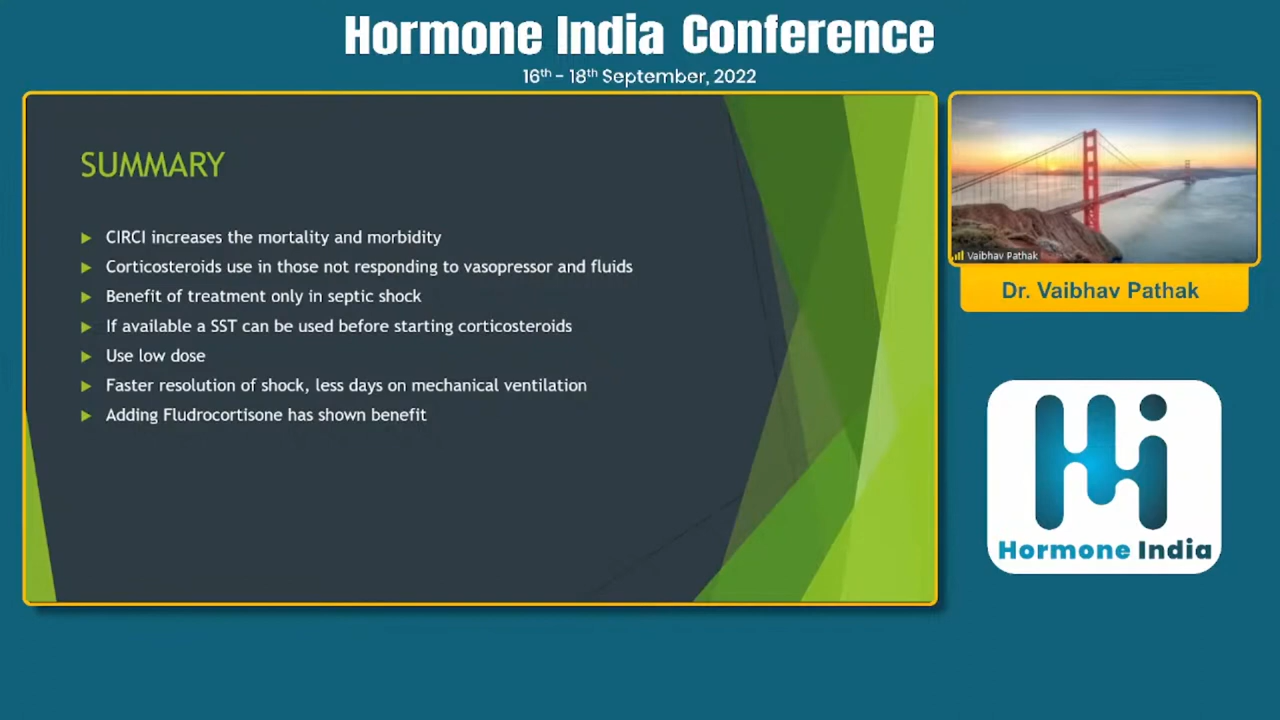 Hormone India Conference
16th - 18th September, 2022
SUMMARY
CIRCI increases the mortality and morbidity
Corticosteroids use in those not responding to vasopressor and fluids
Benefit of treatment only in septic shock
If available a SST can be used before starting corticosteroids
Use low dose
Faster resolution of shock, less days on mechanical ventilation
Adding Fludrocortisone has shown benefit
Vaibhav Pathak
Dr. Vaibhav Pathak
Hi
Hormone India